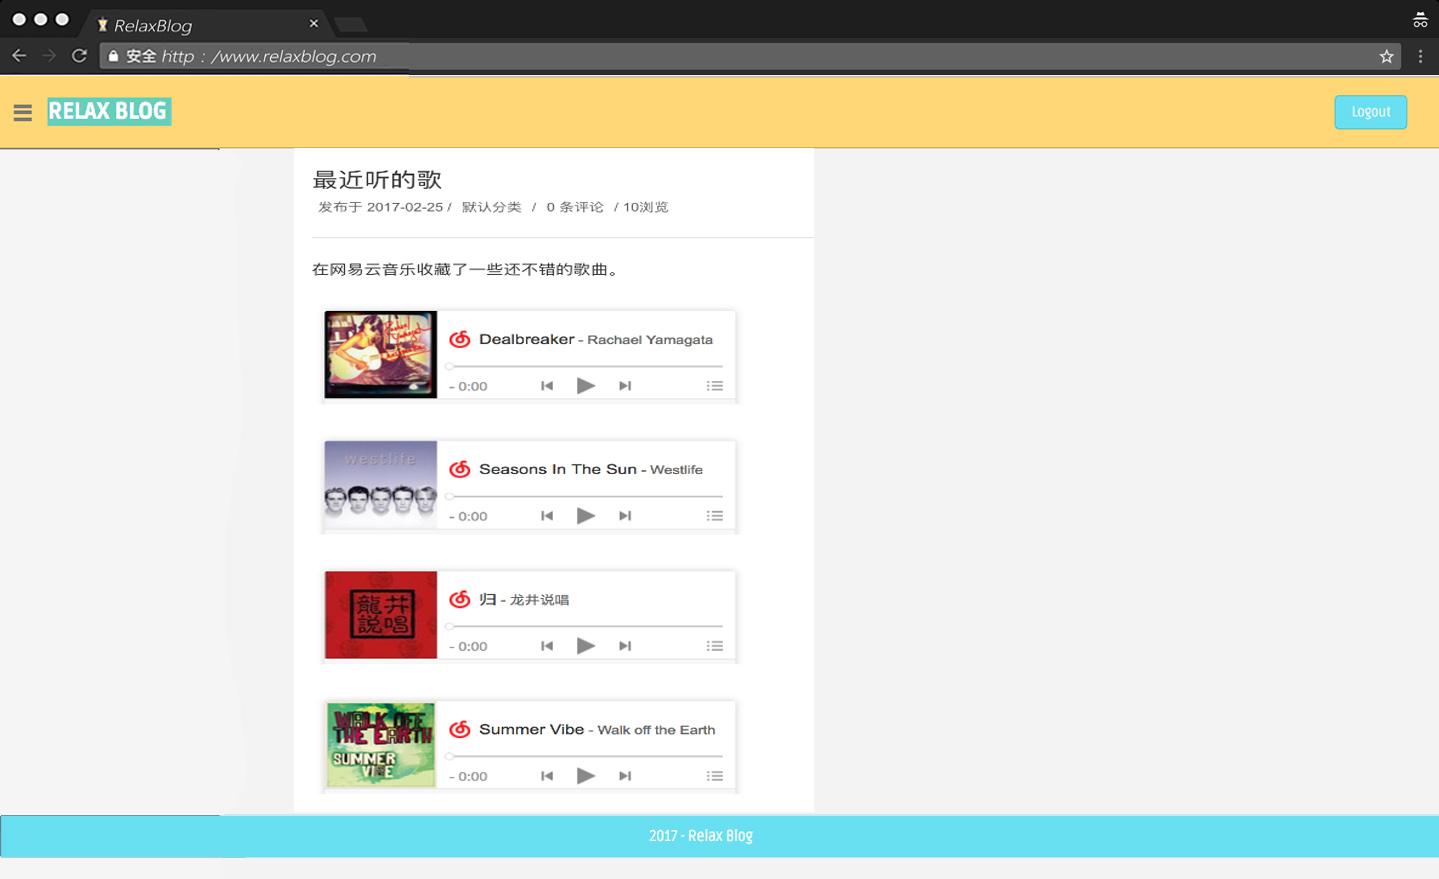 RelaxBlog
安全 http : /www.relaxblog.com
RELAX BLOG
Logout
最近听的歌
发布于 2017-02-25 / 默认分类 / 0 条评论 / 10浏览
在网易云音乐收藏了一些还不错的歌曲。
Dealbreaker - Rachael Yamagata
- 0:00
westlife
Seasons In The Sun - Westlife
- 0:00
龍井
說唱
归 - 龙井说唱
- 0:00
WALK OFF
THE EARTH
SUMMER
VIBE
Summer Vibe - Walk off the Earth
- 0:00
2017 - Relax Blog